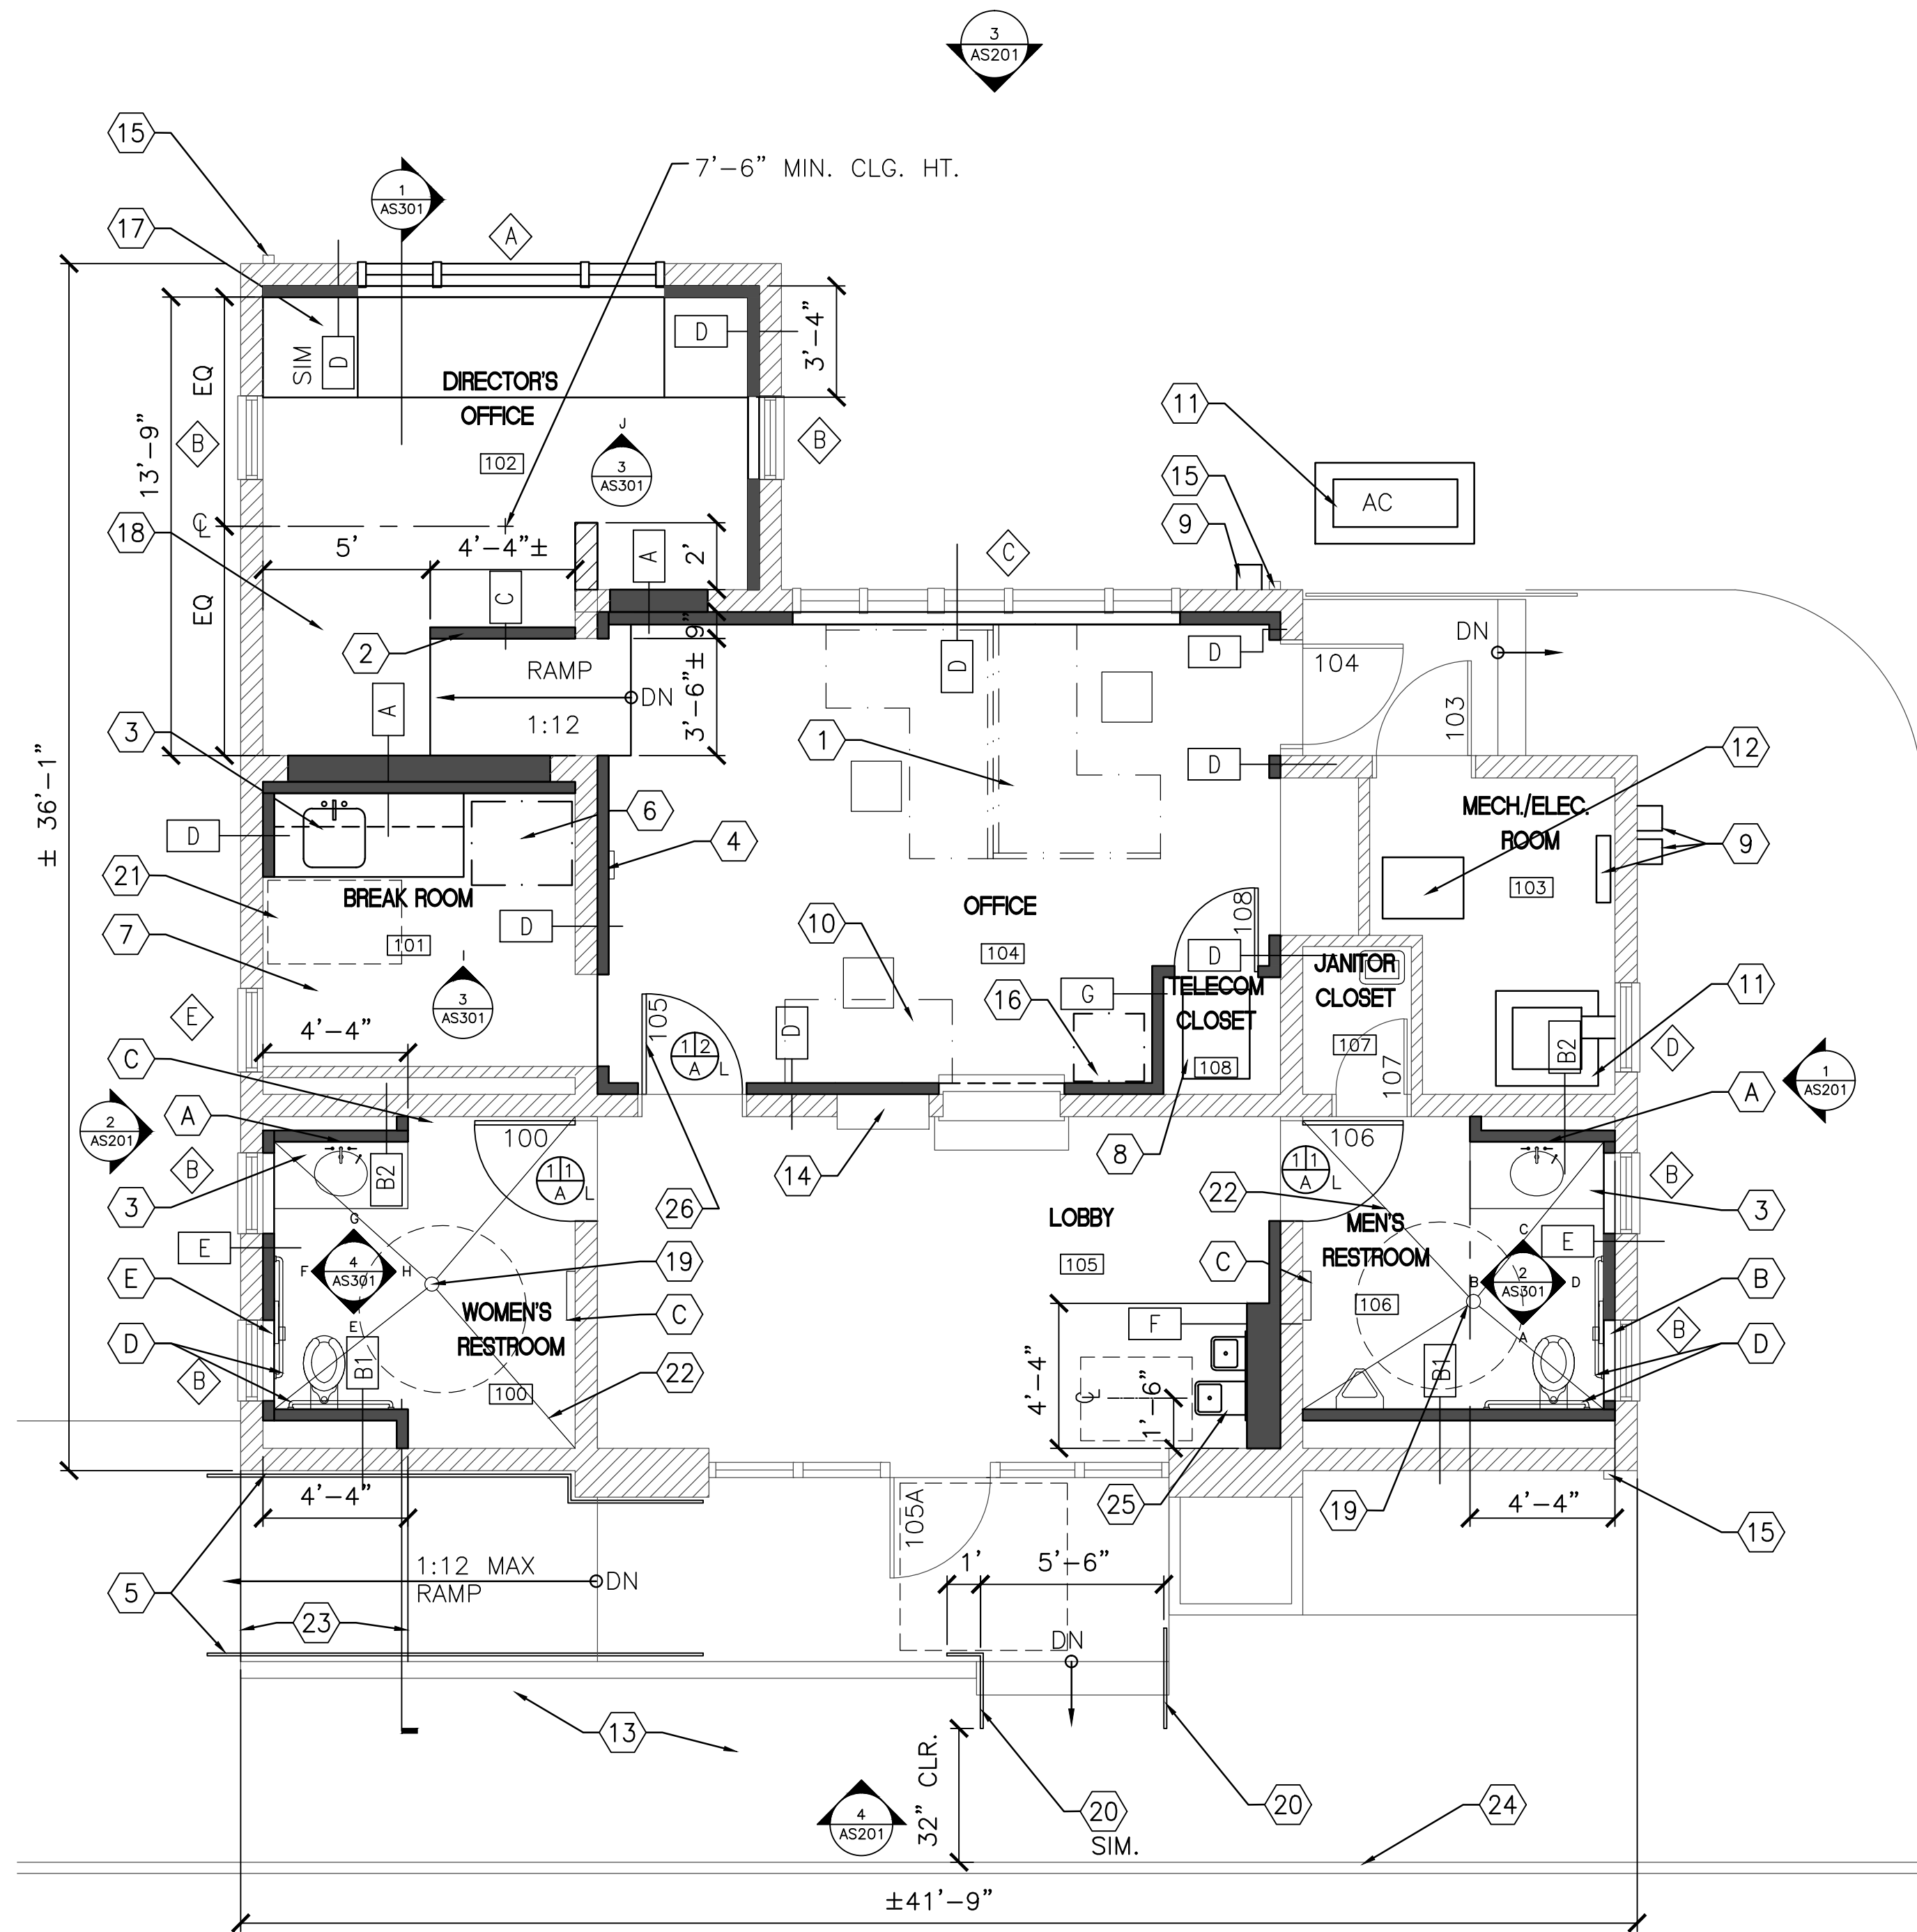 3
AS201
15
7'-6" MIN. CLG. HT.
1
AS301
17
A
D
SIM
D
3'-4"
DIRECTOR'S
OFFICE
EQ
B
13'-9"
102
J
3
AS301
B
11
AC
15
9
18
℄
5'
4'-4"±
A
2'
C
C
EQ
2
RAMP
DN
1:12
9"
3'-6"±
D
D
104
DN
103
3
A
1
D
12
± 36'-1"
MECH./ELEC.
ROOM
103
9
D
6
4
21
BREAK ROOM
D
101
7
OFFICE
104
10
108
D
JANITOR
CLOSET
107
I
3
AS301
E
4'-4"
105
1 2
A
L
D
16
G
TELECOM
CLOSET
108
107
B2
11
D
C
A
2
AS201
A
1
AS201
B
B2
100
1 1
A
L
26
14
8
106
1 1
A
L
22
B
3
3
LOBBY
105
MEN'S
RESTROOM
106
E
E
G
F
4
AS301
H
E
19
C
C
B
2
AS301
D
A
B
E
WOMEN'S
RESTROOM
100
C
F
B
D
B1
B
22
4'-4"
℄
1'-6"
B1
D
19
25
4'-4"
15
4'-4"
105A
1'
5'-6"
5
1:12 MAX
RAMP
DN
23
DN
13
32" CLR.
4
AS201
20
SIM.
20
24
±41'-9"